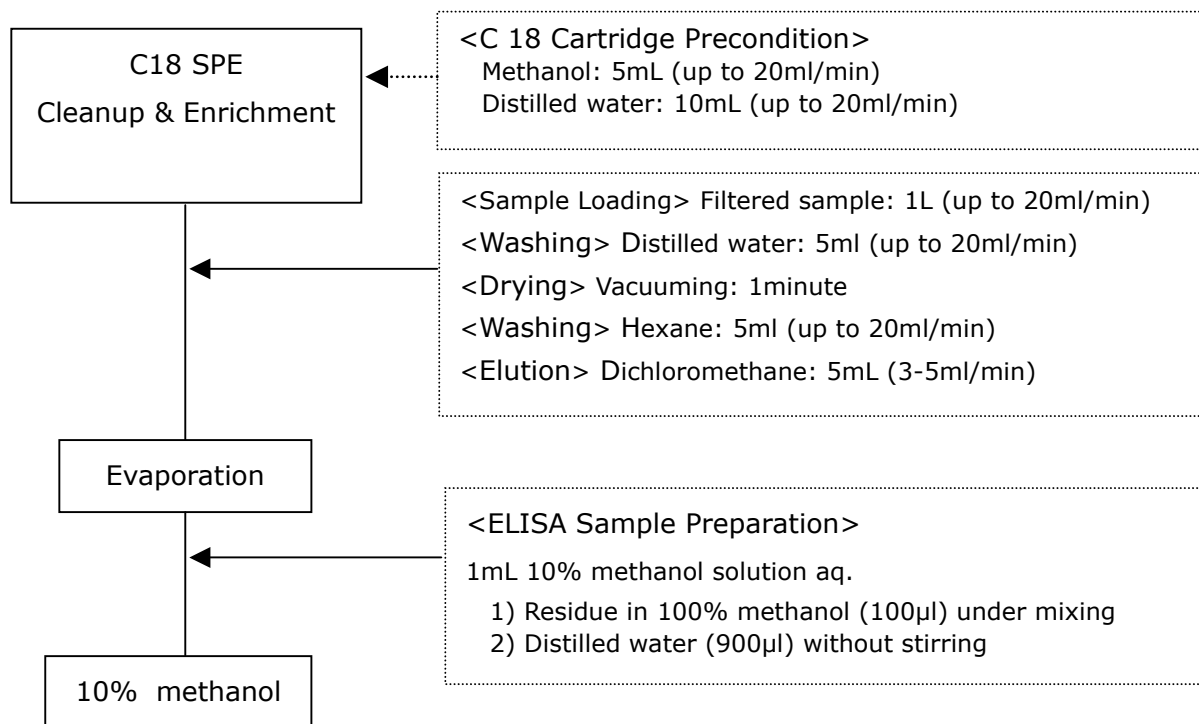 C18 SPE
Cleanup & Enrichment
<C 18 Cartridge Precondition>
Methanol: 5mL (up to 20ml/min)
Distilled water: 10mL (up to 20ml/min)
<Sample Loading> Filtered sample: 1L (up to 20ml/min)
<Washing> Distilled water: 5ml (up to 20ml/min)
<Drying> Vacuuming: 1minute
<Washing> Hexane: 5ml (up to 20ml/min)
<Elution> Dichloromethane: 5mL (3-5ml/min)
Evaporation
<ELISA Sample Preparation>
1mL 10% methanol solution aq.
1) Residue in 100% methanol (100µl) under mixing
2) Distilled water (900µl) without stirring
10% methanol